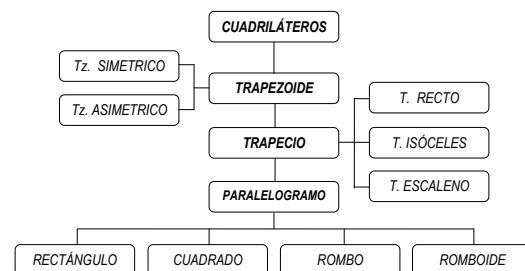 CUADRILÁTEROS
Tz. SIMETRICO
TRAPEZOIDE
Tz. ASIMETRICO
T. RECTO
TRAPECIO
T. ISÓCELES
T. ESCALENO
PARALELOGRAMO
RECTÁNGULO
CUADRADO
ROMBO
ROMBOIDE